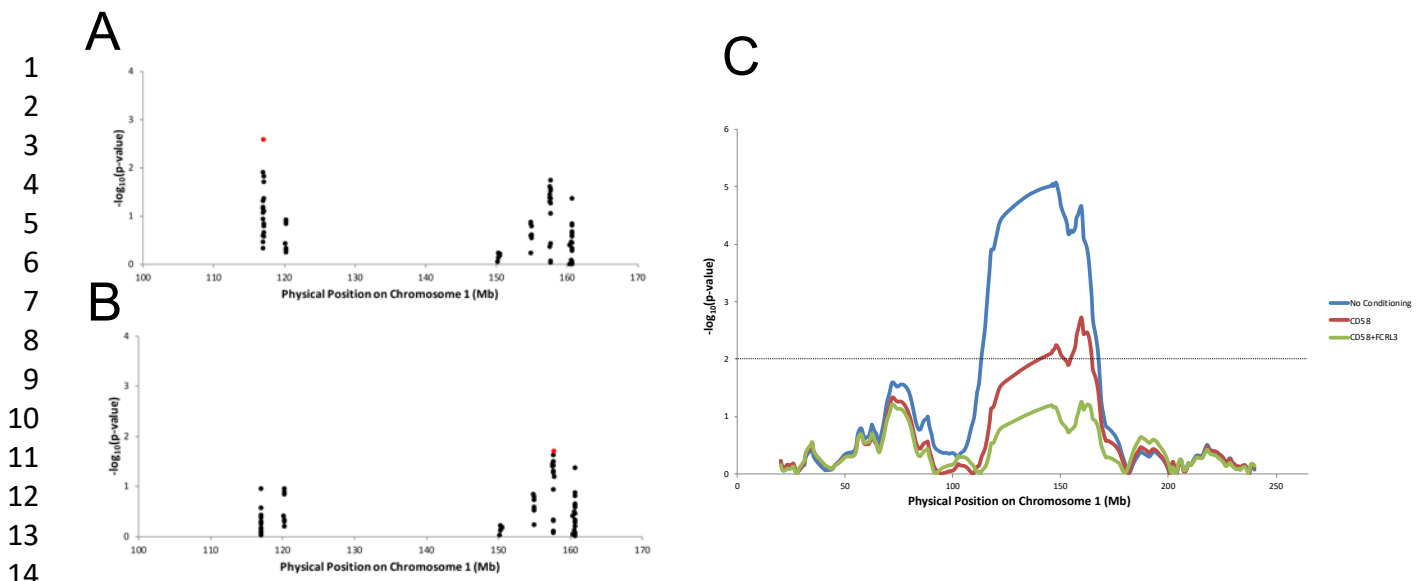 A
C
1
2
3
4
5
6
7
8
9
10
11
12
13
14
4
3
2
1
0
-log10(p-value)
100 110 120 130 140 150 160 170
Physical Position on Chromosome 1 (Mb)
B
4
3
2
1
0
-log10(p-value)
100 110 120 130 140 150 160 170
Physical Position on Chromosome 1 (Mb)
6
5
4
3
2
1
0
-log10(p-value)
0 50 100 150 200 250
Physical Position on Chromosome 1 (Mb)
No Conditioning
CD58
CD58+FCRL3